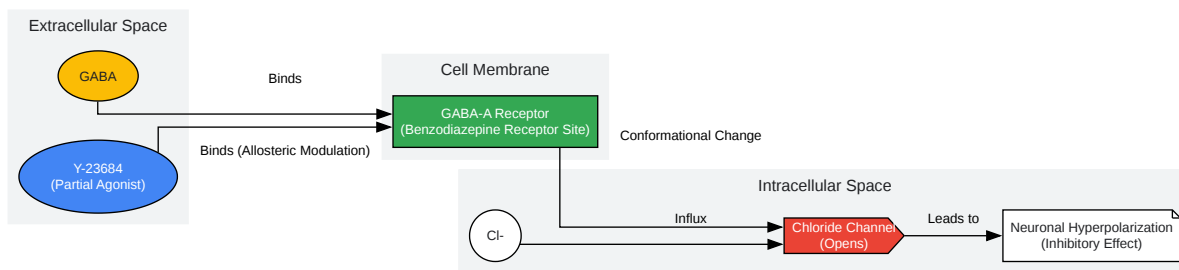 Extracellular Space
GABA
Binds
Cell Membrane
GABA-A Receptor
(Benzodiazepine Receptor Site)
Y-23684
(Partial Agonist)
Binds (Allosteric Modulation)
Conformational Change
Intracellular Space
Cl-
Influx
Chloride Channel
(Opens)
Leads to
Neuronal Hyperpolarization
(Inhibitory Effect)